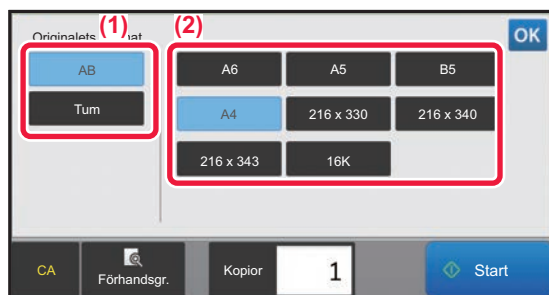 (1) (2)
Originalets
OK
AB
A6 A5 B5
Tum
A4 216 x 330 216 x 340
216 x 343 16K
CA
Förhandsgr.
Kopior
1
Start